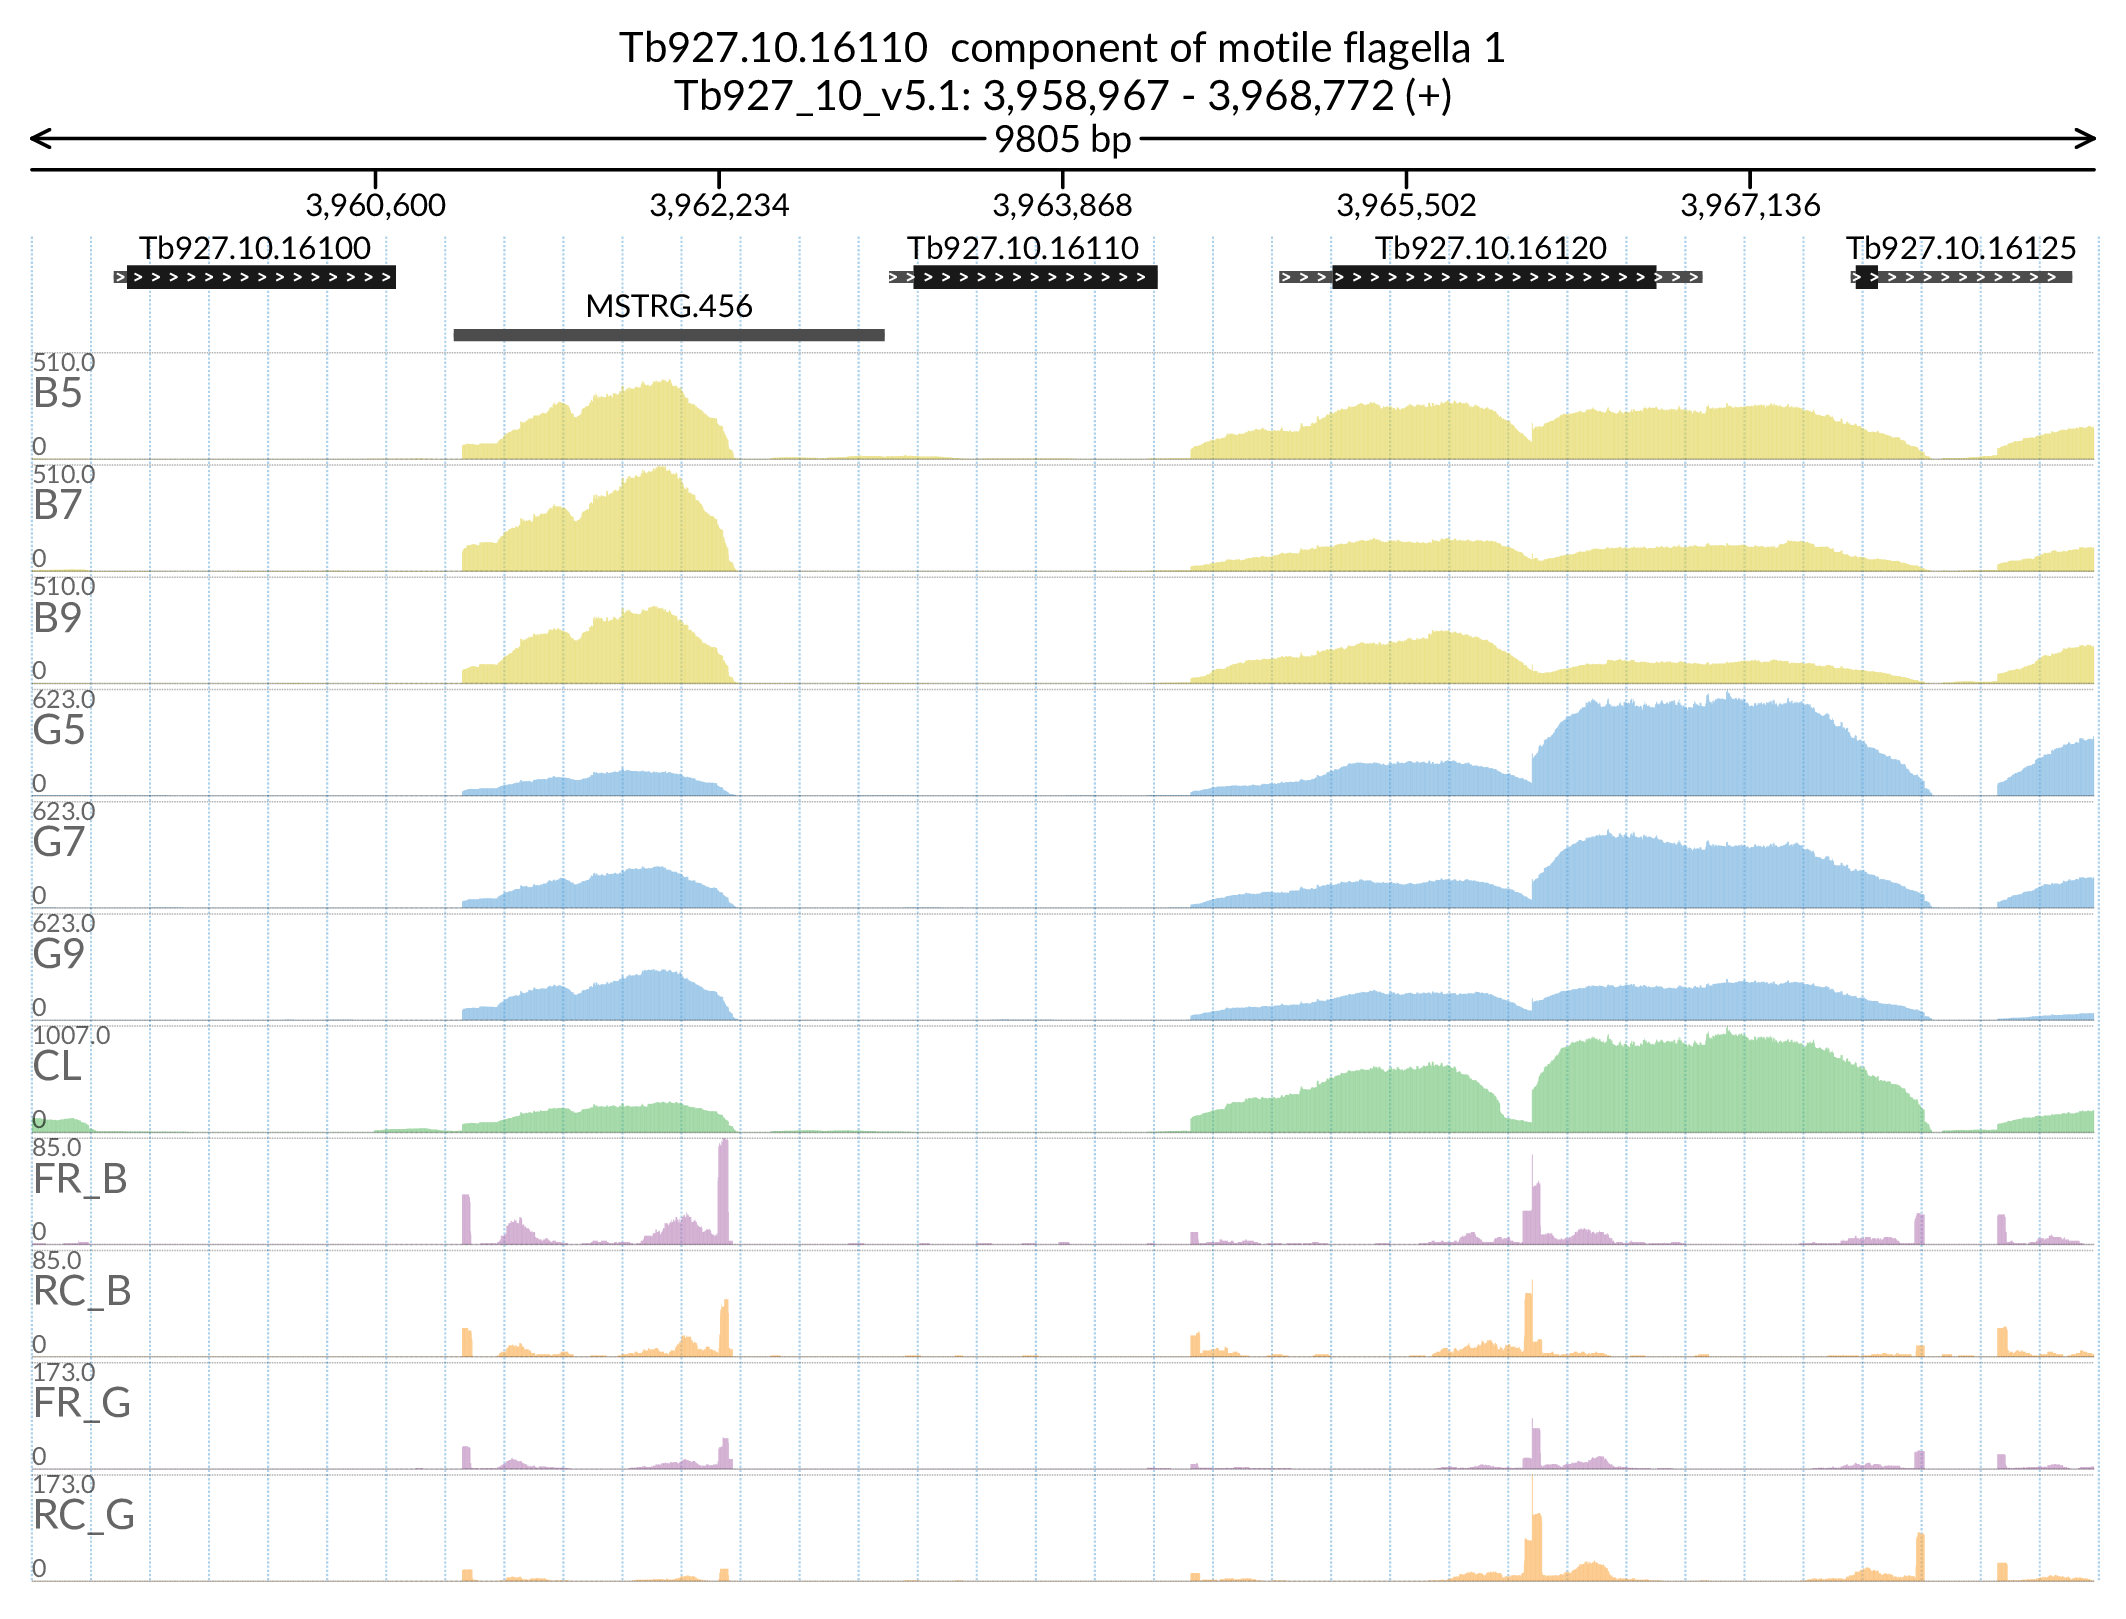 Tb927.10.16110 component of motile flagella 1
Tb927_10_v5.1: 3,958,967 - 3,968,772 (+)
9805 bp
3,960,600 3,962,234 3,963,868 3,965,502 3,967,136
Tb927.10.16100 Tb927.10.16110 Tb927.10.16120 Tb927.10.16125
MSTRG.456
510.0
B5
0
510.0
B7
0
510.0
B9
0
623.0
G5
0
623.0
G7
0
623.0
G9
0
1007.0
CL
0
85.0
FR_B
0
85.0
RC_B
0
173.0
FR_G
0
173.0
RC_G
0